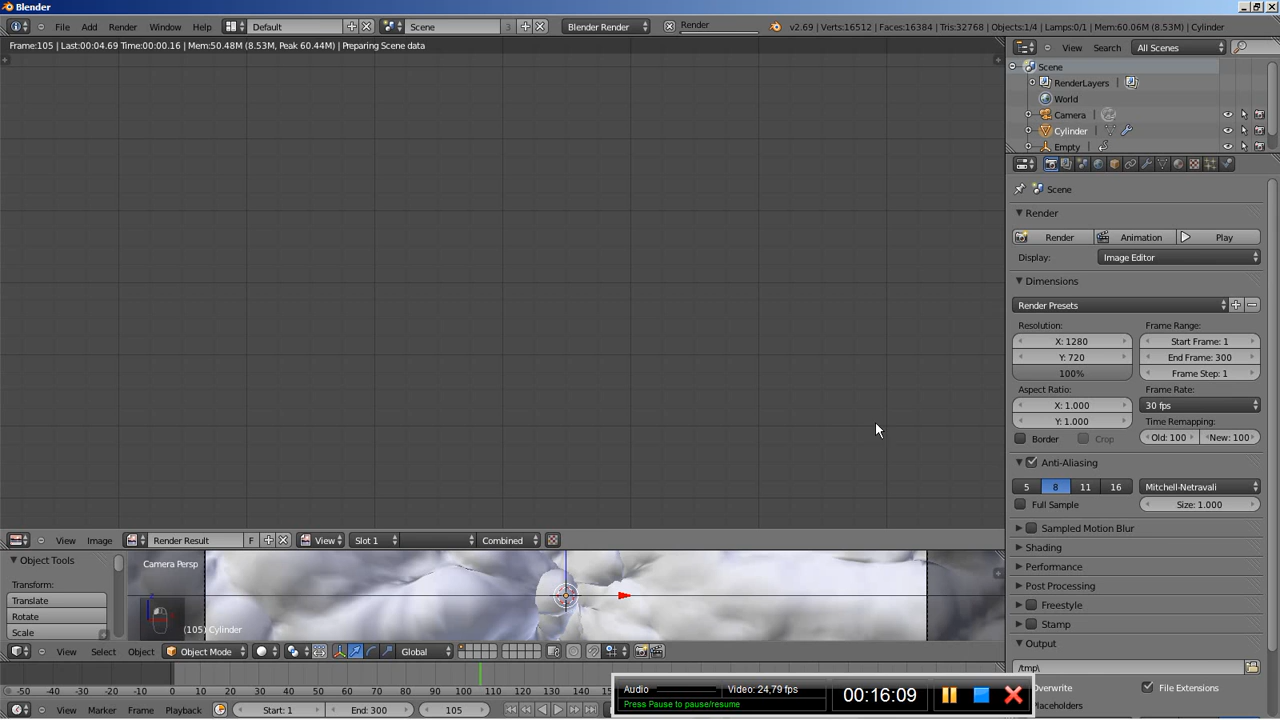 Blender
File Add Render Window Help Default Scene 3 Blender Render Render v2.69 | Verts:16512 | Faces:16384 | Tris:32768 | Objects:1/4 | Lamps:0/1 | Mem:60.06M (8.53M) | Cylinder
Frame:105 | Last:00:04.69 Time:00:00.16 | Mem:50.48M (8.53M, Peak 60.44M) | Preparing Scene data
View Search All Scenes
Scene
RenderLayers
World
Camera
Cylinder
Empty
Scene
Render
Render Animation Play
Display: Image Editor
Dimensions
Render Presets
Resolution: Frame Range:
X: 1280 Start Frame: 1
Y: 720 End Frame: 300
100% Frame Step: 1
Aspect Ratio: Frame Rate:
X: 1.000 30 fps
Y: 1.000 Time Remapping:
Border Crop Old: 100 New: 100
Anti-Aliasing
5 8 11 16 Mitchell-Netravali
Full Sample Size: 1.000
Sampled Motion Blur
Shading
Performance
Post Processing
Freestyle
Stamp
Output
/tmp\
Overwrite File Extensions
Placeholders
View Image Render Result F View Slot 1 Combined
Object Tools
Transform:
Translate
Rotate
Scale
Camera Persp
(105) Cylinder
View Select Object Object Mode Global
-50 -40 -30 -20 -10 0 10 20 30 40 50 60 70 80 90 100 110 120 130 140
View Marker Frame Playback Start: 1 End: 300 105
Audio Video: 24,79 fps
Press Pause to pause/resume
00:16:09